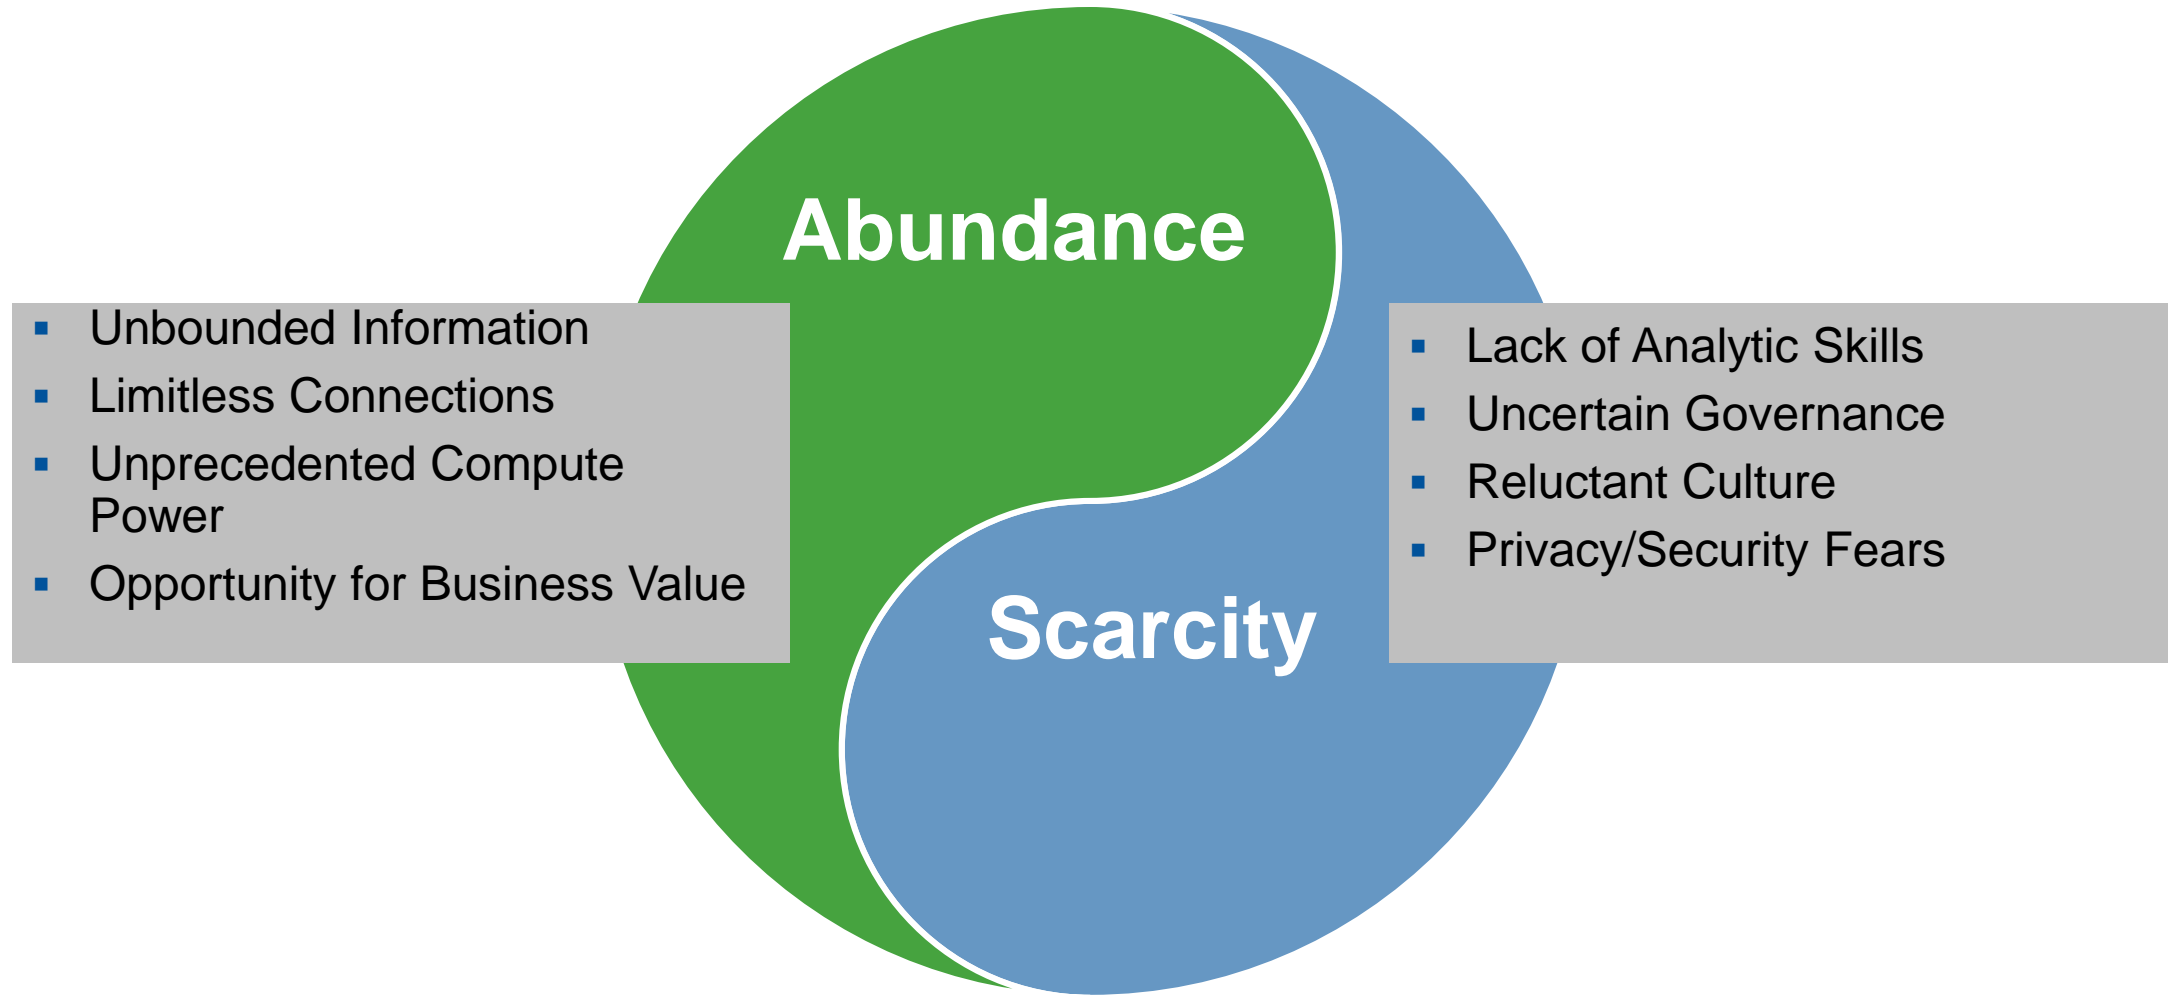 Abundance
▪ Unbounded Information
▪ Limitless Connections
▪ Unprecedented Compute
Power
▪ Opportunity for Business Value
▪ Lack of Analytic Skills
▪ Uncertain Governance
▪ Reluctant Culture
▪ Privacy/Security Fears
Scarcity